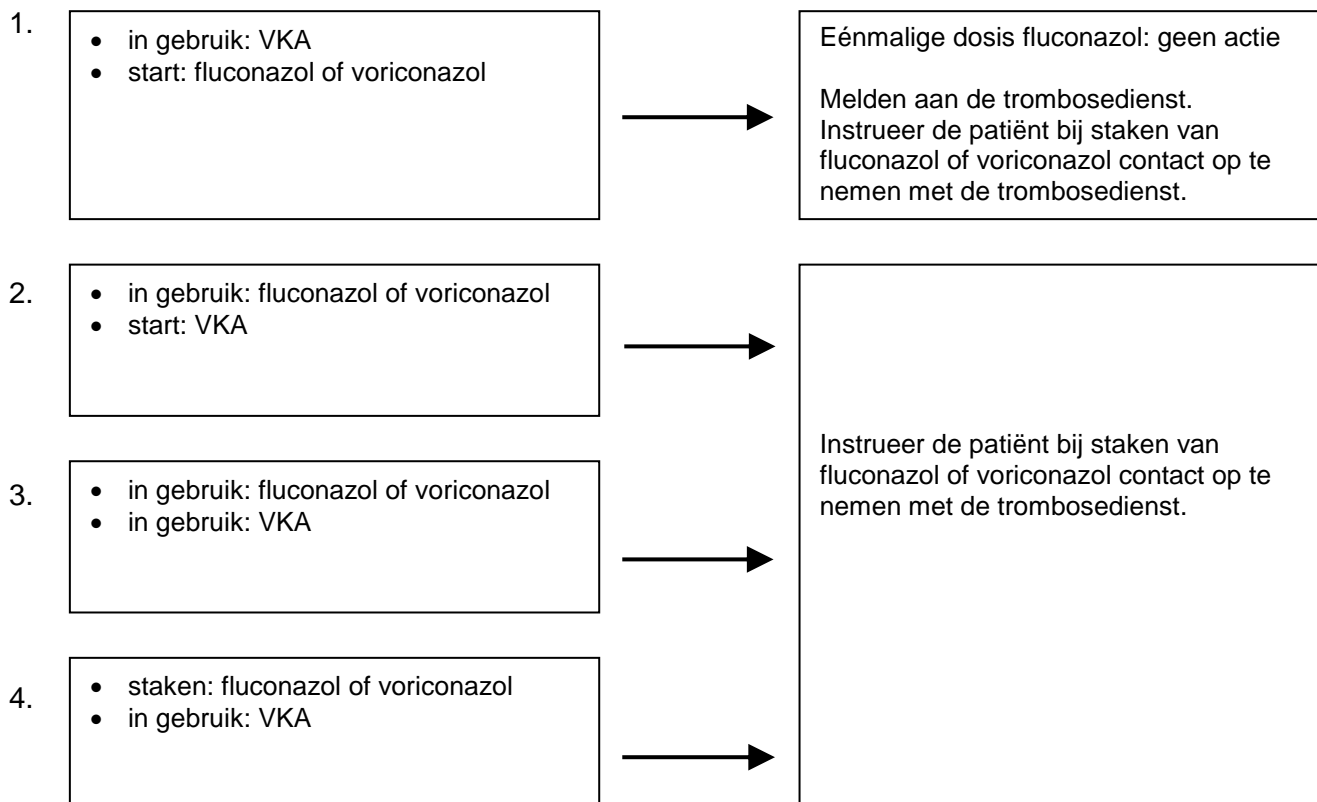 1.
• in gebruik: VKA
• start: fluconazol of voriconazol
Eénmalige dosis fluconazol: geen actie
Melden aan de trombosedienst.
Instrueer de patiënt bij staken van
fluconazol of voriconazol contact op te
nemen met de trombosedienst.
2.
• in gebruik: fluconazol of voriconazol
• start: VKA
3.
• in gebruik: fluconazol of voriconazol
• in gebruik: VKA
4.
• staken: fluconazol of voriconazol
• in gebruik: VKA
Instrueer de patiënt bij staken van
fluconazol of voriconazol contact op te
nemen met de trombosedienst.